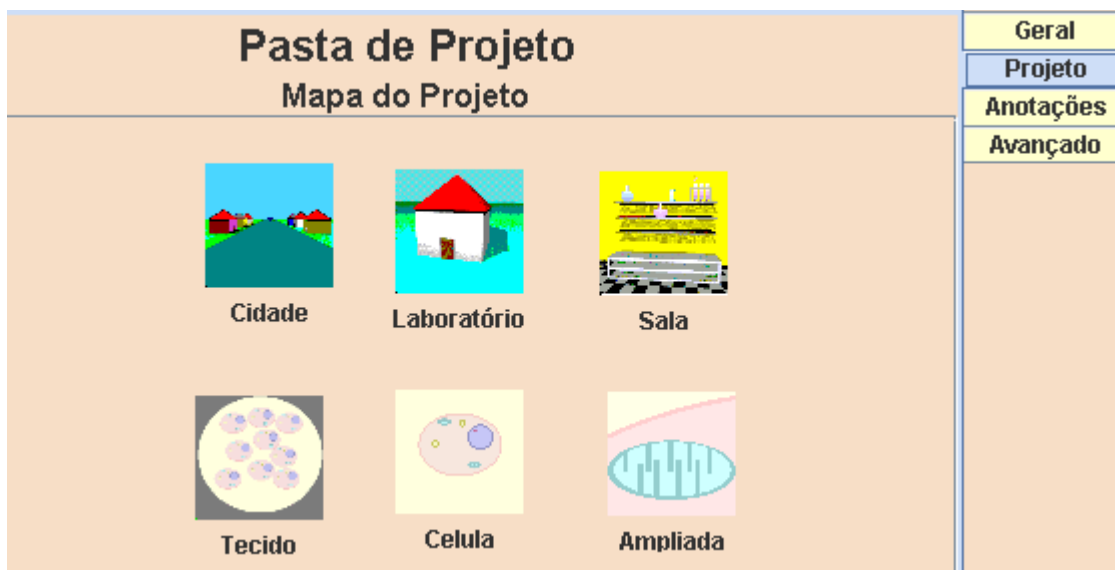 Pasta de Projeto
Mapa do Projeto
Geral
Projeto
Anotações
Avançado
Cidade
Laboratório
Sala
Tecido
Celula
Ampliada